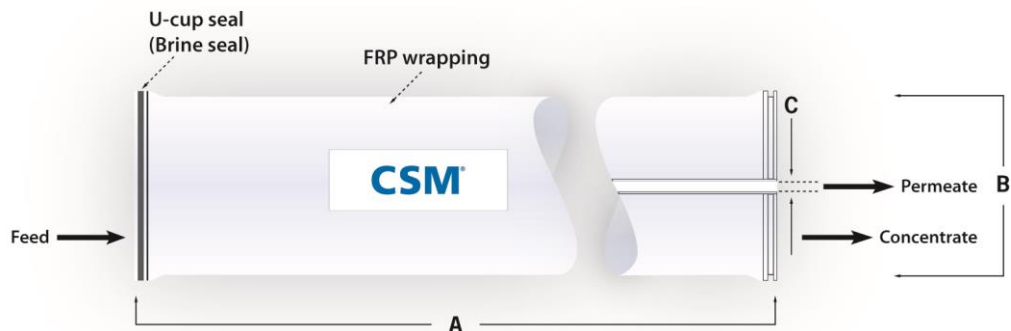 U-cup seal
(Brine seal)
FRP wrapping
C
CSM®
Permeate
B
Feed
Concentrate
A